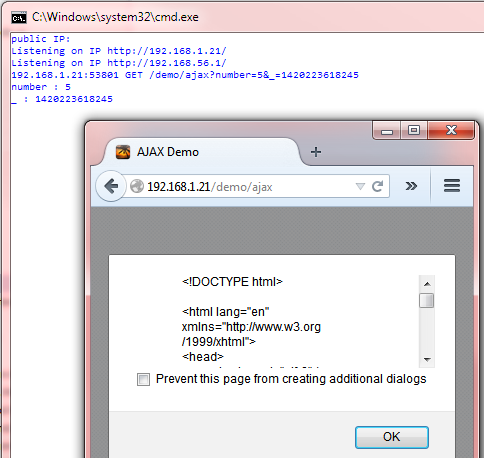 C:\Windows\system32\cmd.exe
public IP:
Listening on IP http://192.168.1.21/
Listening on IP http://192.168.56.1/
192.168.1.21:53801 GET /demo/ajax?number=5&_=1420223618245
number : 5
_ : 1420223618245
AJAX Demo
192.168.1.21/demo/ajax
<!DOCTYPE html>
<html lang="en"
xmlns="http://www.w3.org
/1999/xhtml">
<head>
Prevent this page from creating additional dialogs
OK